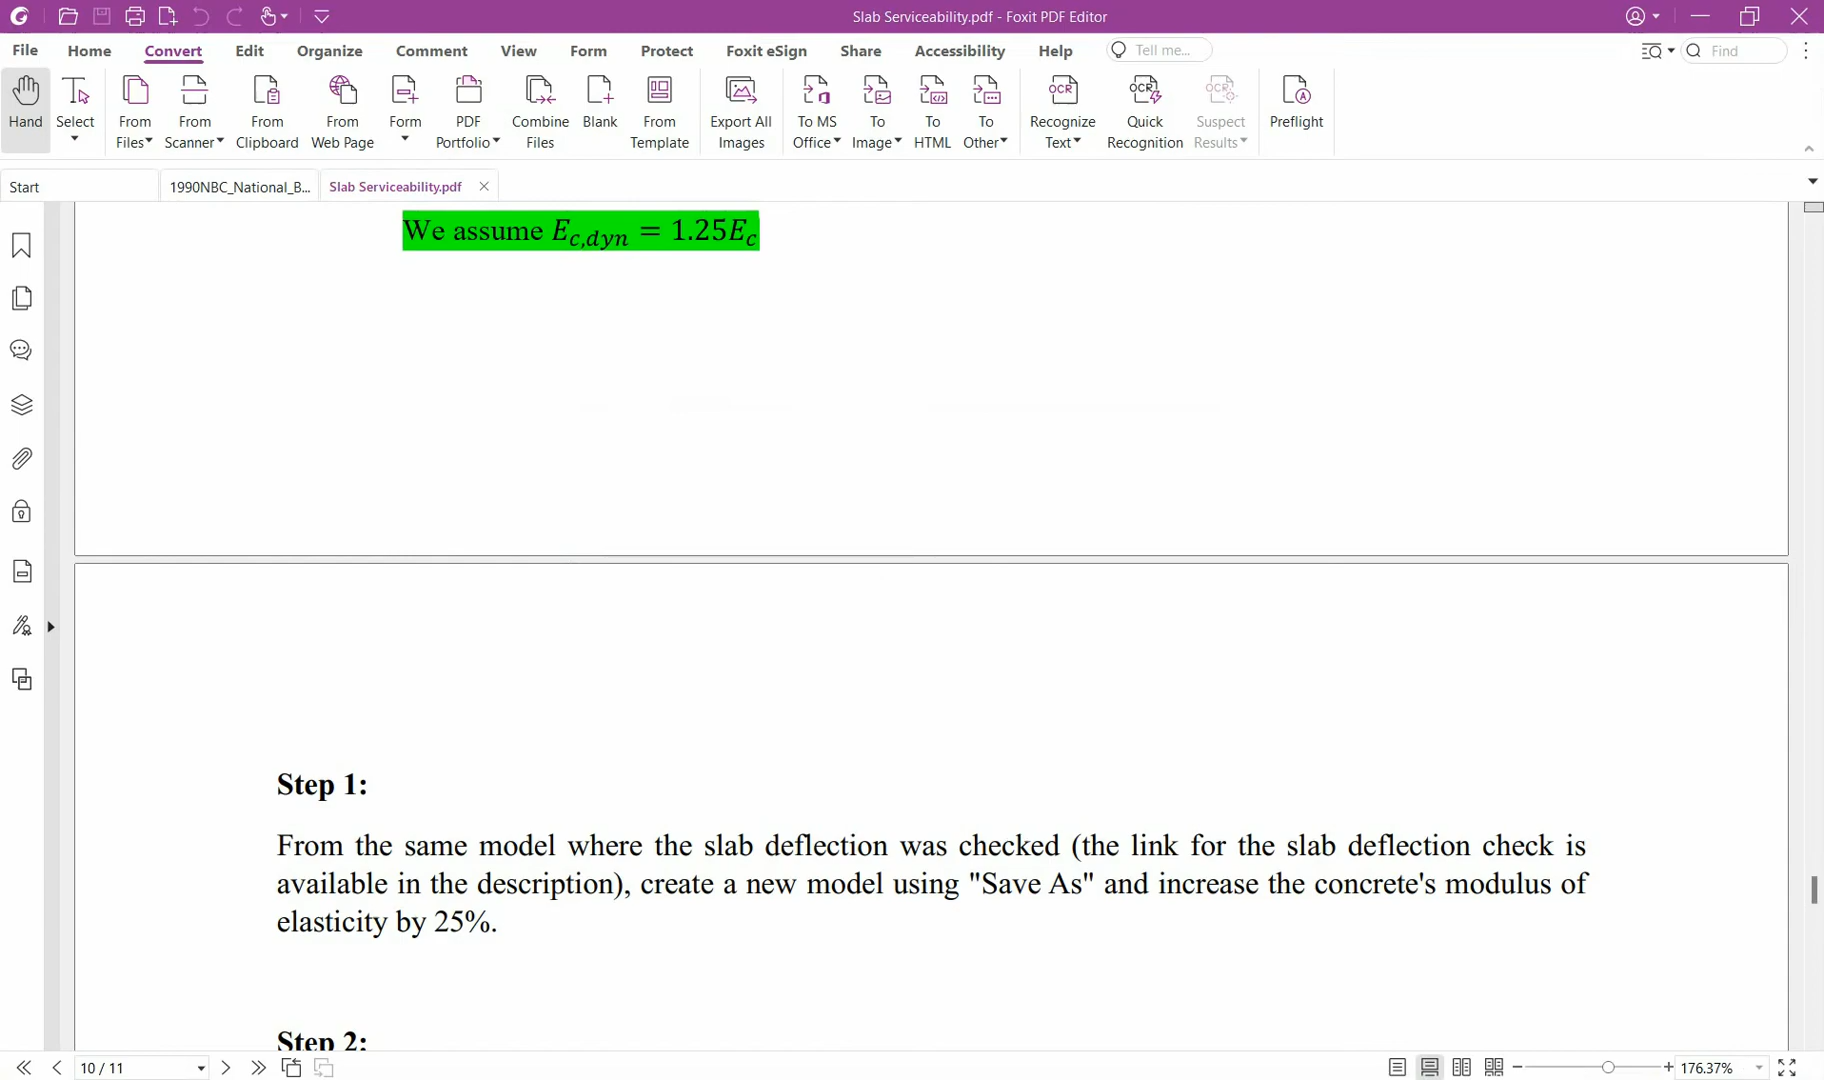 Slab Serviceability.pdf - Foxit PDF Editor
File Home Convert Edit Organize Comment View Form Protect Foxit eSign Share Accessibility Help Tell me... Find
Hand
Select
From Files
From Scanner
From Clipboard
From Web Page
Form
PDF Portfolio
Combine Files
Blank
From Template
Export All Images
To MS Office
To Image
To HTML
To Other
OCR
Recognize Text
OCR
Quick Recognition
OCR
Suspect Results
Preflight
Start 1990NBC_National_B... Slab Serviceability.pdf
We assume E_{c,dyn} = 1.25E_c
Step 1:
From the same model where the slab deflection was checked (the link for the slab deflection check is
available in the description), create a new model using "Save As" and increase the concrete's modulus of
elasticity by 25%.
Step 2:
10 / 11 176.37%